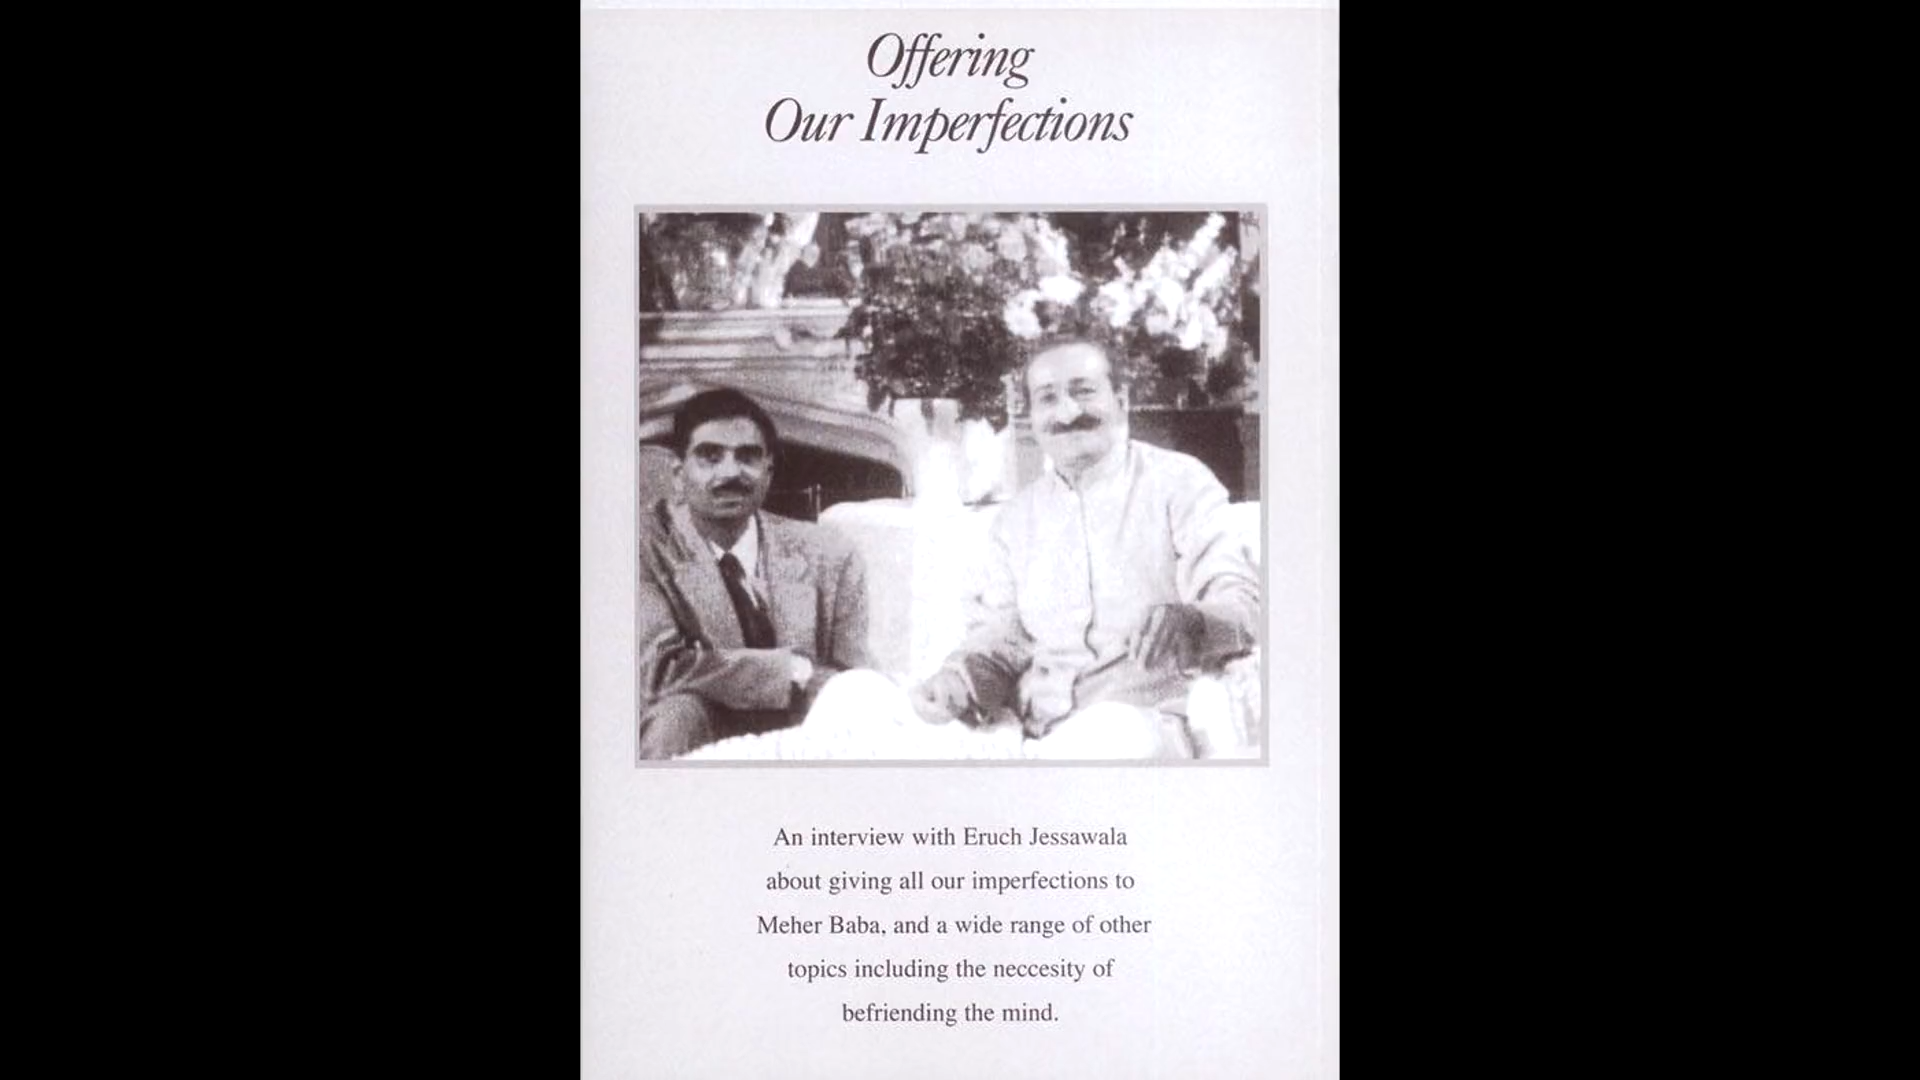 Offering
Our Imperfections
An interview with Eruch Jessawala
about giving all our imperfections to
Meher Baba, and a wide range of other
topics including the neccesity of
befriending the mind.